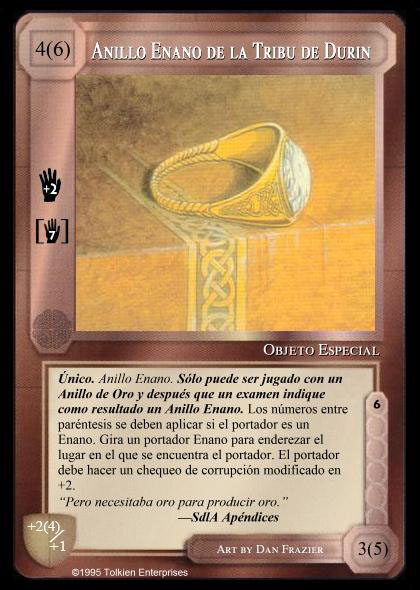 4(6)
ANILLO ENANO DE LA TRIBU DE DURIN
+2
[7]
OBJETO ESPECIAL
Único. Anillo Enano. Sólo puede ser jugado con un
Anillo de Oro y después que un examen indique
como resultado un Anillo Enano. Los números entre
paréntesis se deben aplicar si el portador es un
Enano. Gira un portador Enano para enderezar el
lugar en el que se encuentra el portador. El portador
debe hacer un chequeo de corrupción modificado en
+2.
“Pero necesitaba oro para producir oro.”
—SdlA Apéndices
6
+2(4)/+1
ART BY DAN FRAZIER
3(5)
©1995 Tolkien Enterprises